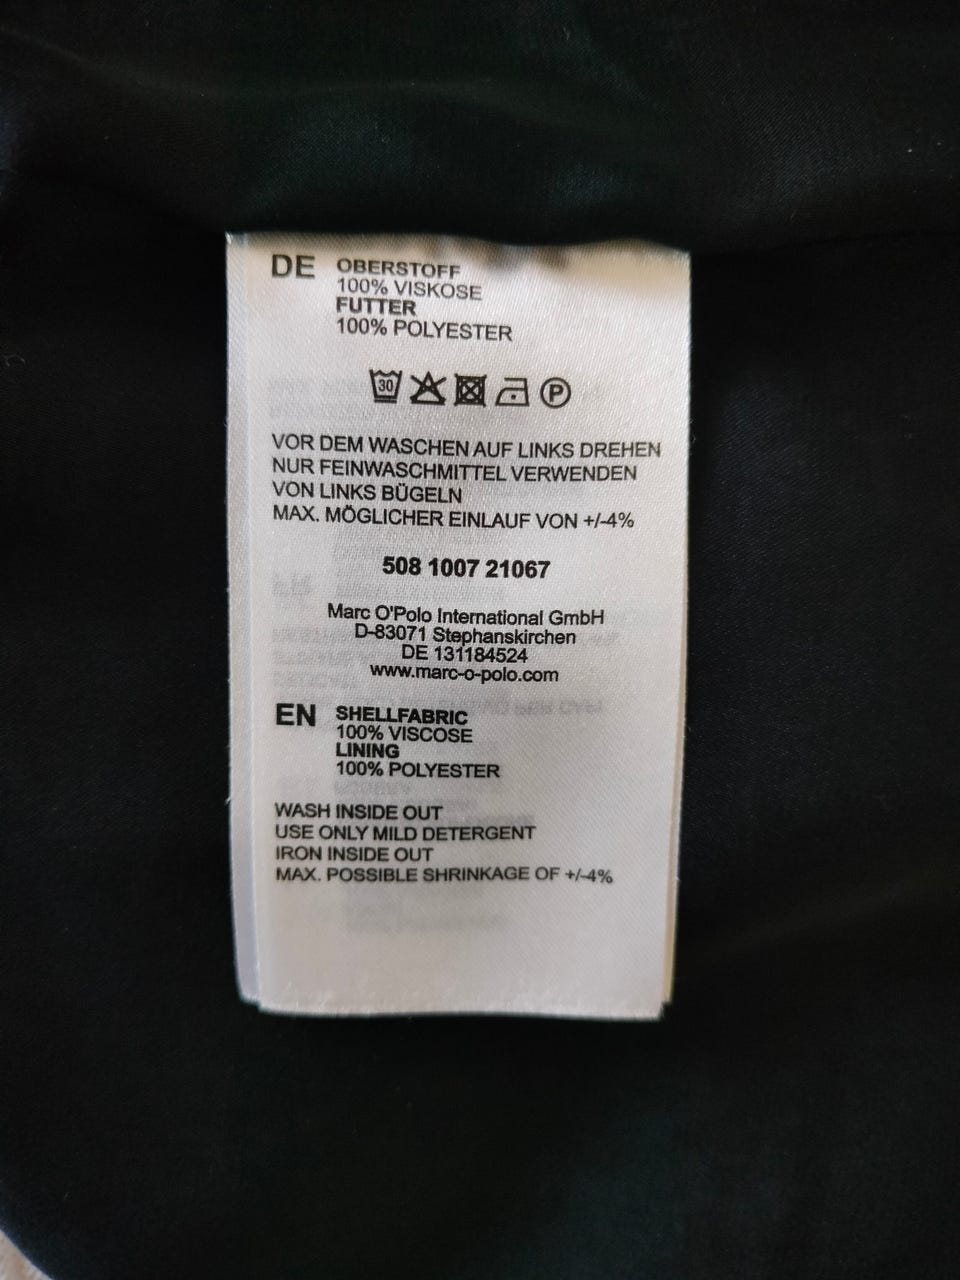 DE OBERSTOFF
100% VISKOSE
FUTTER
100% POLYESTER
30 P
VOR DEM WASCHEN AUF LINKS DREHEN
NUR FEINWASCHMITTEL VERWENDEN
VON LINKS BÜGELN
MAX. MÖGLICHER EINLAUF VON +/-4%
508 1007 21067
Marc O'Polo International GmbH
D-83071 Stephanskirchen
DE 131184524
www.marc-o-polo.com
EN SHELLFABRIC
100% VISCOSE
LINING
100% POLYESTER
WASH INSIDE OUT
USE ONLY MILD DETERGENT
IRON INSIDE OUT
MAX. POSSIBLE SHRINKAGE OF +/-4%